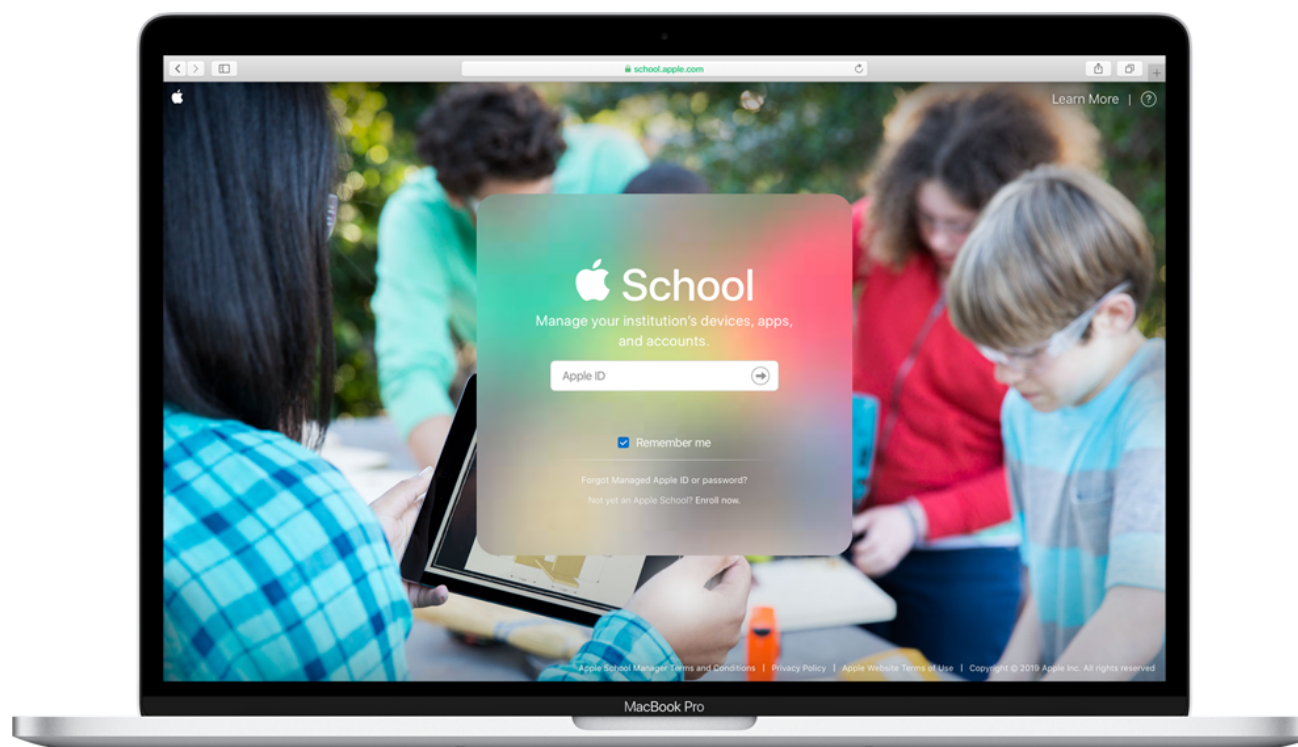 school.apple.com
Learn More | ?
School
Manage your institution's devices, apps,
and accounts.
Apple ID
Remember me
Forgot Managed Apple ID or password?
Not yet an Apple School? Enroll now.
Apple School Manager Terms and Conditions | Privacy Policy | Apple Website Terms of Use | Copyright © 2019 Apple Inc. All rights reserved
MacBook Pro